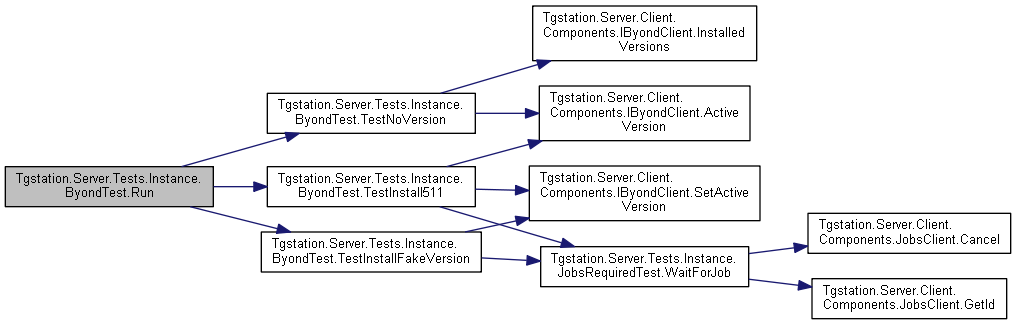 Tgstation.Server.Client.
Components.IByondClient.Installed
Versions
Tgstation.Server.Tests.Instance.
ByondTest.TestNoVersion
Tgstation.Server.Client.
Components.IByondClient.Active
Version
Tgstation.Server.Tests.Instance.
ByondTest.Run
Tgstation.Server.Tests.Instance.
ByondTest.TestInstall511
Tgstation.Server.Client.
Components.IByondClient.SetActive
Version
Tgstation.Server.Tests.Instance.
ByondTest.TestInstallFakeVersion
Tgstation.Server.Tests.Instance.
JobsRequiredTest.WaitForJob
Tgstation.Server.Client.
Components.JobsClient.Cancel
Tgstation.Server.Client.
Components.JobsClient.GetId